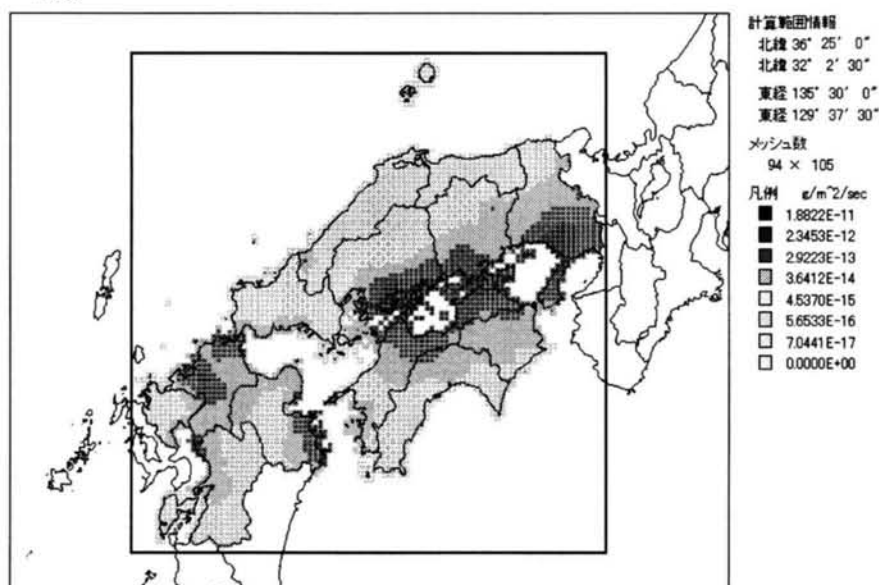 計算範囲情報
北緯 36° 25′ 0″
北緯 32° 2′ 30″
東経 135° 30′ 0″
東経 129° 37′ 30″
メッシュ数
94 × 105
凡例 g/m^2/sec
1.8822E-11
2.3453E-12
2.9223E-13
3.6412E-14
4.5370E-15
5.6533E-16
7.0441E-17
0.0000E+00